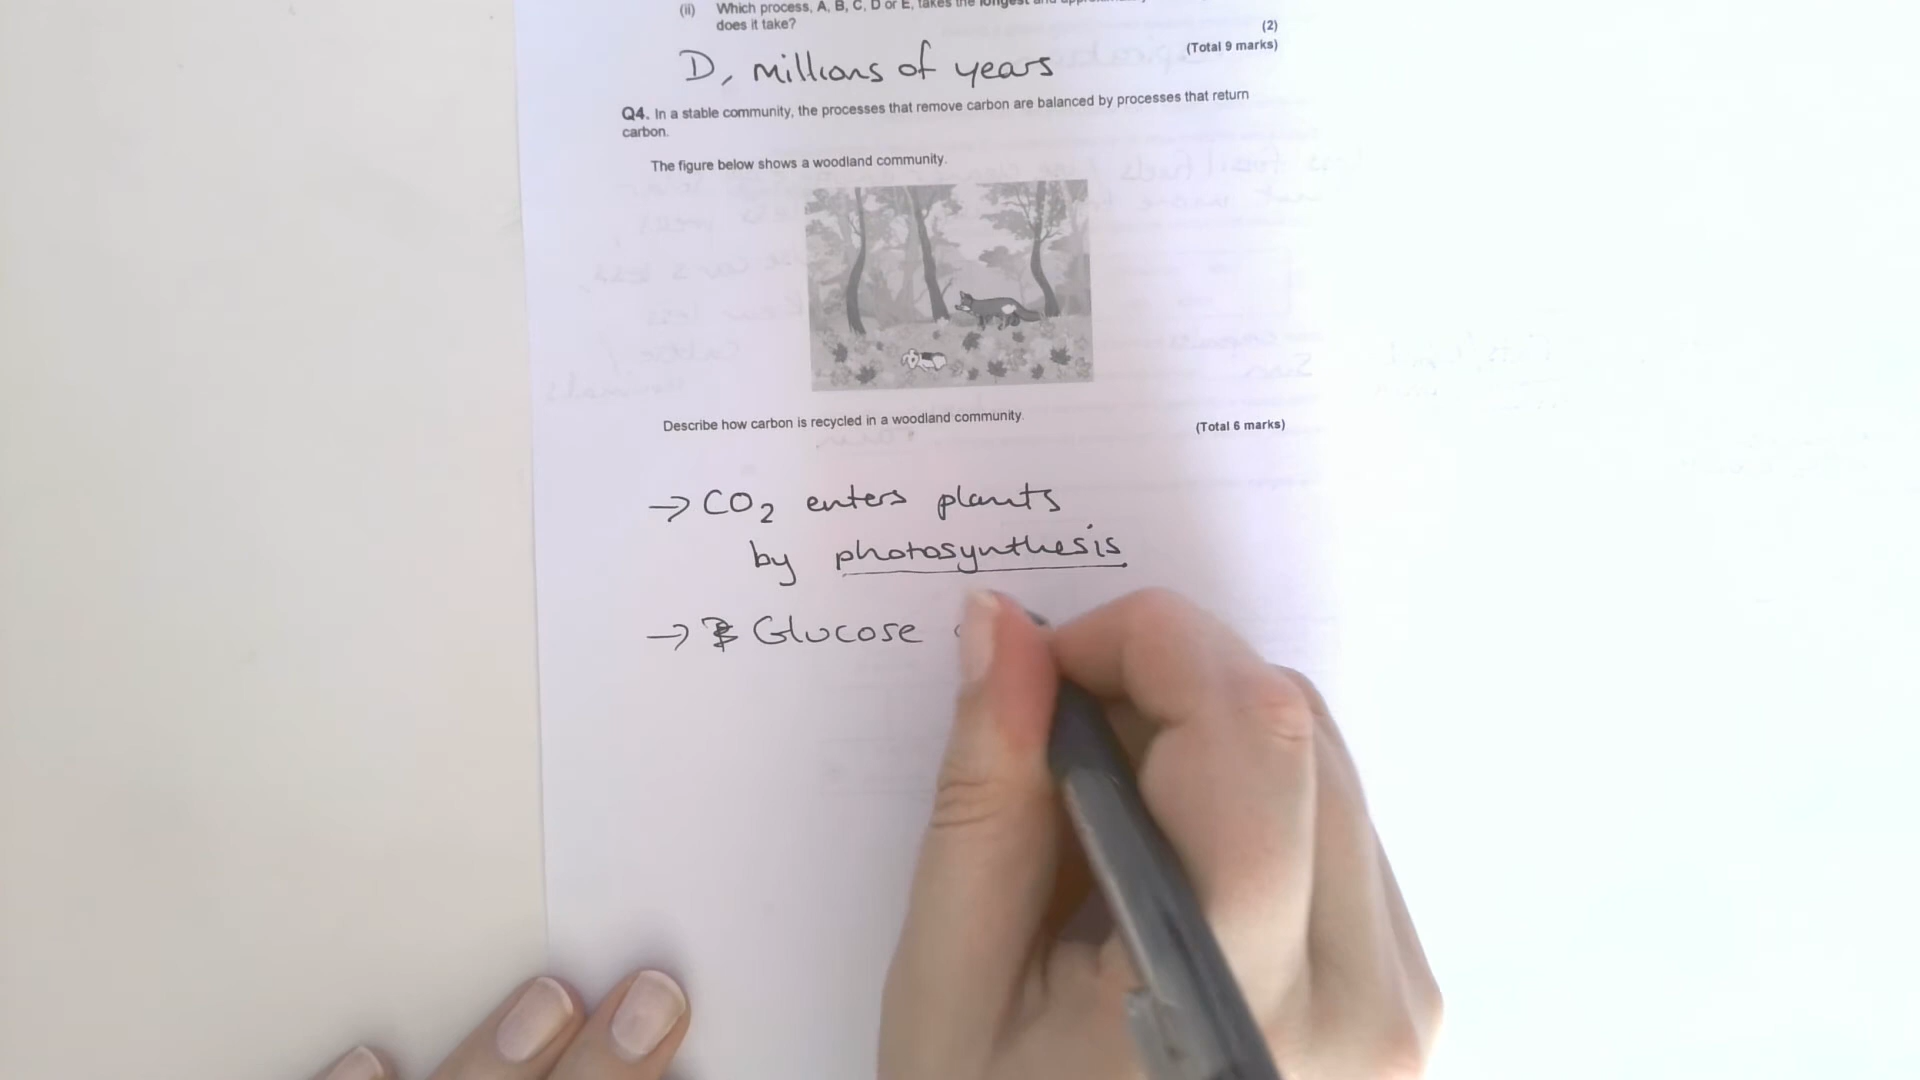 (ii) Which process, A, B, C, D or E, takes the longest and
does it take?
(2)
(Total 9 marks)
D, millions of years
Q4. In a stable community, the processes that remove carbon are balanced by processes that return
carbon.
The figure below shows a woodland community.
Describe how carbon is recycled in a woodland community.
(Total 6 marks)
→ CO2 enters plants
by photosynthesis
→ Glucose